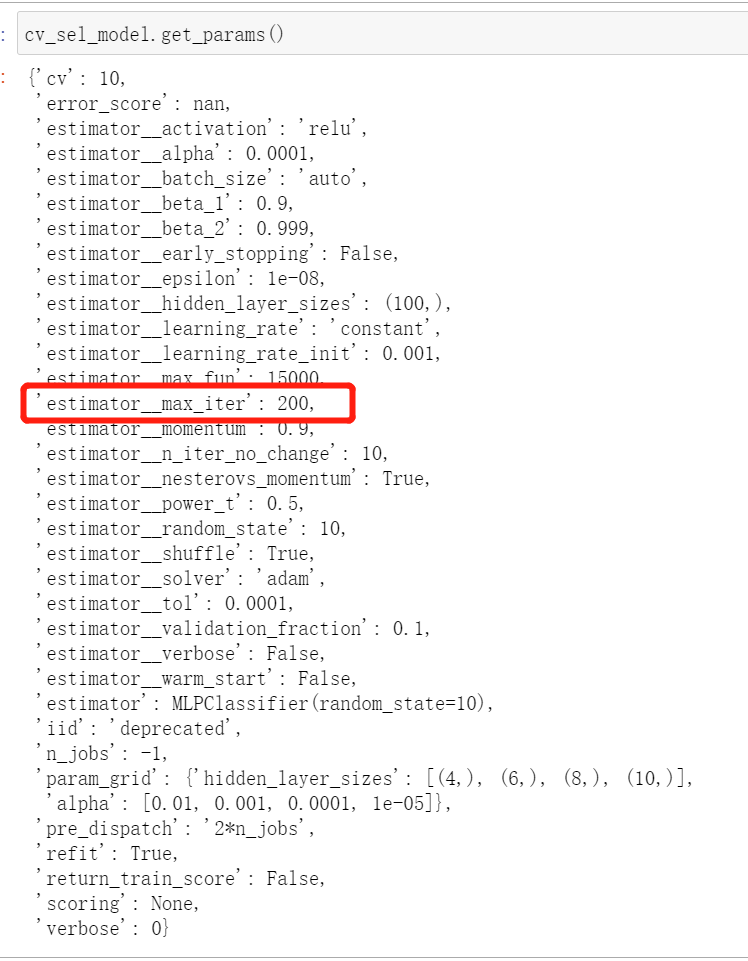 : cv_sel_model.get_params()
: {'cv': 10,
'error_score': nan,
'estimator__activation': 'relu',
'estimator__alpha': 0.0001,
'estimator__batch_size': 'auto',
'estimator__beta_1': 0.9,
'estimator__beta_2': 0.999,
'estimator__early_stopping': False,
'estimator__epsilon': 1e-08,
'estimator__hidden_layer_sizes': (100,),
'estimator__learning_rate': 'constant',
'estimator__learning_rate_init': 0.001,
'estimator__max_fun': 15000,
'estimator__max_iter': 200,
'estimator__momentum': 0.9,
'estimator__n_iter_no_change': 10,
'estimator__nesterovs_momentum': True,
'estimator__power_t': 0.5,
'estimator__random_state': 10,
'estimator__shuffle': True,
'estimator__solver': 'adam',
'estimator__tol': 0.0001,
'estimator__validation_fraction': 0.1,
'estimator__verbose': False,
'estimator__warm_start': False,
'estimator': MLPClassifier(random_state=10),
'iid': 'deprecated',
'n_jobs': -1,
'param_grid': {'hidden_layer_sizes': [(4,), (6,), (8,), (10,)],
'alpha': [0.01, 0.001, 0.0001, 1e-05]},
'pre_dispatch': '2*n_jobs',
'refit': True,
'return_train_score': False,
'scoring': None,
'verbose': 0}